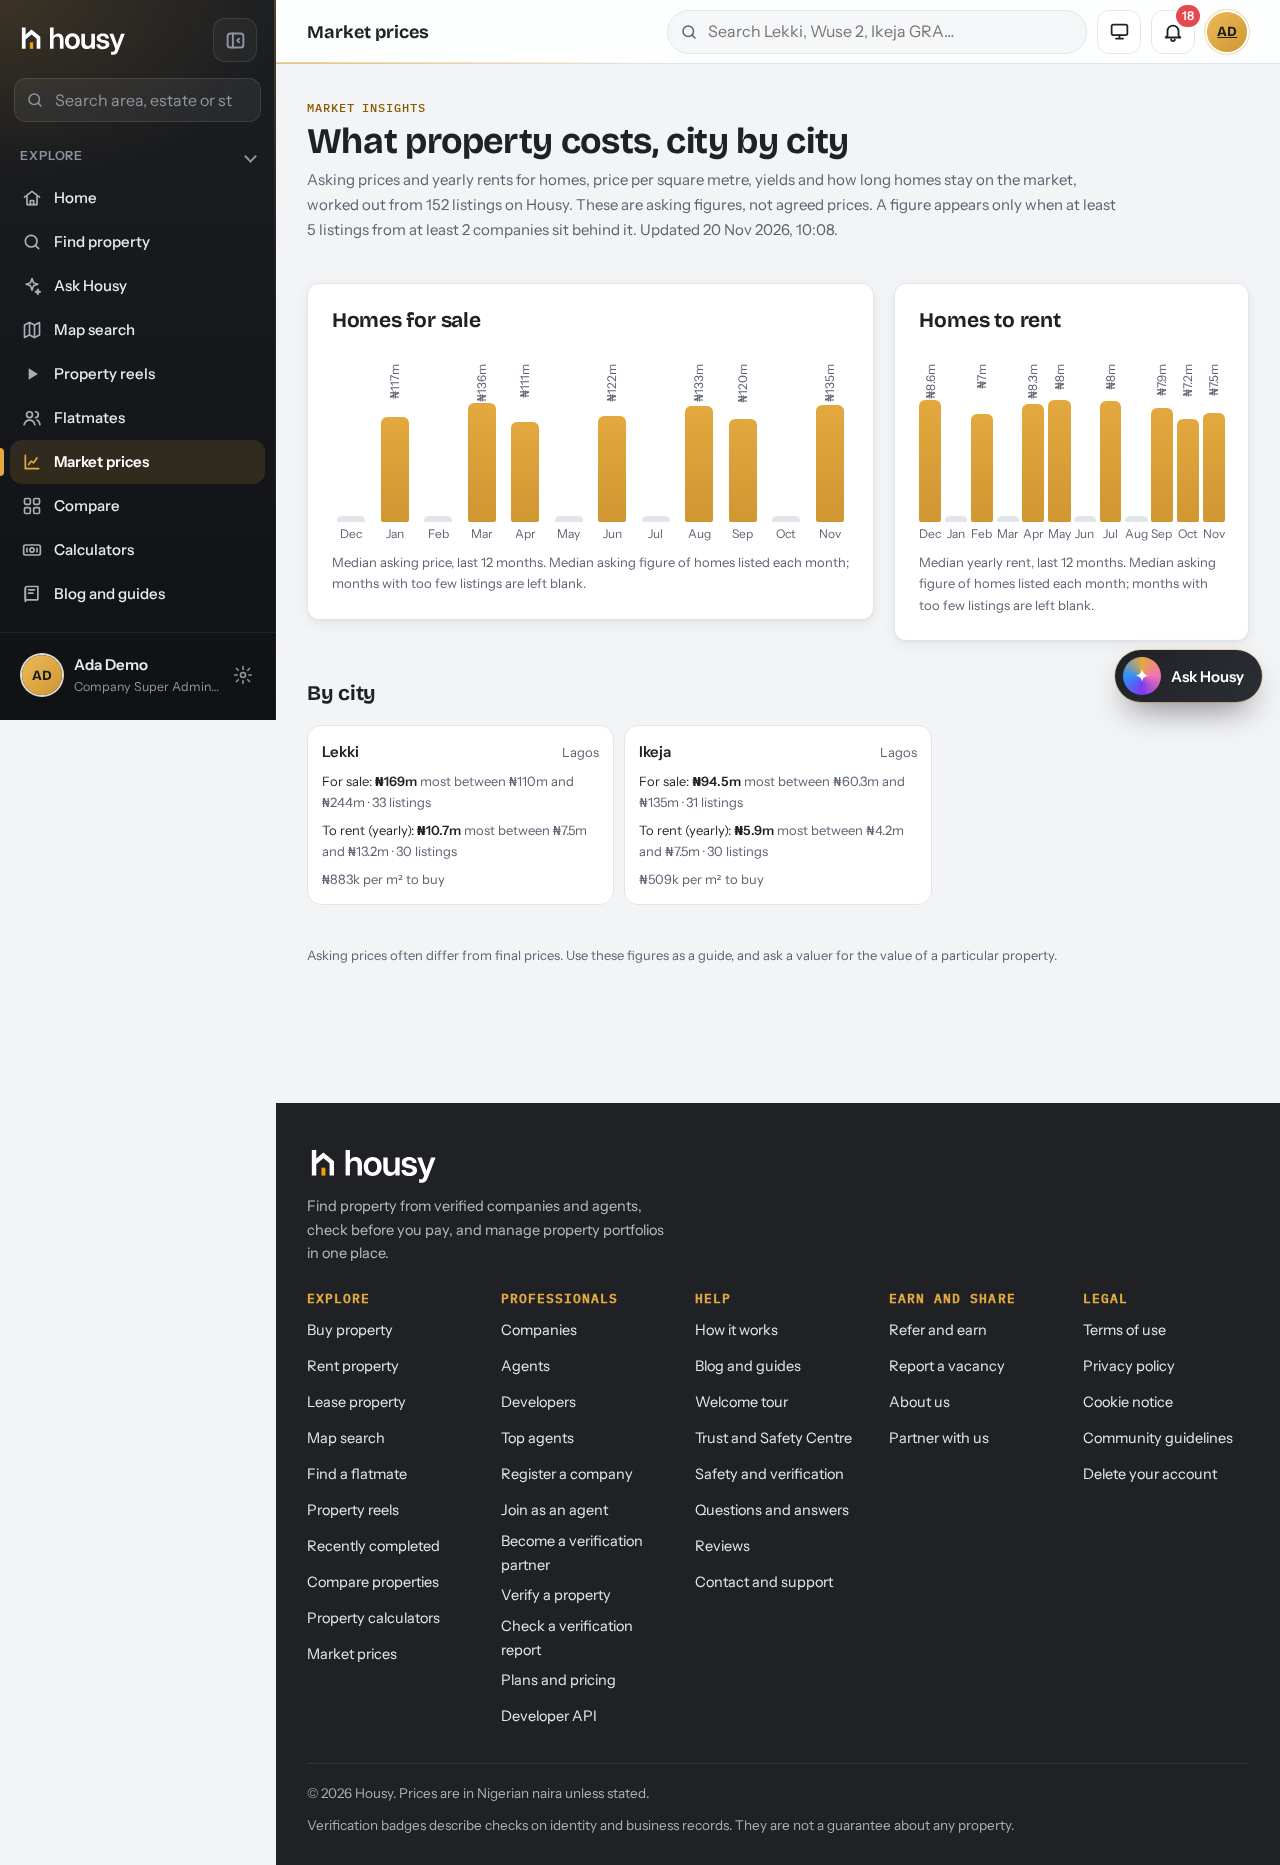 housy
Search area, estate or st
EXPLORE
Home
Find property
Ask Housy
Map search
Property reels
Flatmates
Market prices
Compare
Calculators
Blog and guides
AD
Ada Demo
Company Super Admin...
Market prices
Search Lekki, Wuse 2, Ikeja GRA...
18
AD
MARKET INSIGHTS
What property costs, city by city
Asking prices and yearly rents for homes, price per square metre, yields and how long homes stay on the market,
worked out from 152 listings on Housy. These are asking figures, not agreed prices. A figure appears only when at least
5 listings from at least 2 companies sit behind it. Updated 20 Nov 2026, 10:08.
Homes for sale
₦117m ₦136m ₦111m ₦122m ₦133m ₦120m ₦135m
Dec Jan Feb Mar Apr May Jun Jul Aug Sep Oct Nov
Median asking price, last 12 months. Median asking figure of homes listed each month;
months with too few listings are left blank.
Homes to rent
₦8.6m ₦7m ₦8.3m ₦8m ₦8m ₦7.9m ₦7.2m ₦7.5m
Dec Jan Feb Mar Apr May Jun Jul Aug Sep Oct Nov
Median yearly rent, last 12 months. Median asking
figure of homes listed each month; months with
too few listings are left blank.
Ask Housy
By city
Lekki Lagos
For sale: ₦169m most between ₦110m and
₦244m · 33 listings
To rent (yearly): ₦10.7m most between ₦7.5m
and ₦13.2m · 30 listings
₦883k per m² to buy
Ikeja Lagos
For sale: ₦94.5m most between ₦60.3m and
₦135m · 31 listings
To rent (yearly): ₦5.9m most between ₦4.2m
and ₦7.5m · 30 listings
₦509k per m² to buy
Asking prices often differ from final prices. Use these figures as a guide, and ask a valuer for the value of a particular property.
housy
Find property from verified companies and agents,
check before you pay, and manage property portfolios
in one place.
EXPLORE
Buy property
Rent property
Lease property
Map search
Find a flatmate
Property reels
Recently completed
Compare properties
Property calculators
Market prices
PROFESSIONALS
Companies
Agents
Developers
Top agents
Register a company
Join as an agent
Become a verification
partner
Verify a property
Check a verification
report
Plans and pricing
Developer API
HELP
How it works
Blog and guides
Welcome tour
Trust and Safety Centre
Safety and verification
Questions and answers
Reviews
Contact and support
EARN AND SHARE
Refer and earn
Report a vacancy
About us
Partner with us
LEGAL
Terms of use
Privacy policy
Cookie notice
Community guidelines
Delete your account
© 2026 Housy. Prices are in Nigerian naira unless stated.
Verification badges describe checks on identity and business records. They are not a guarantee about any property.